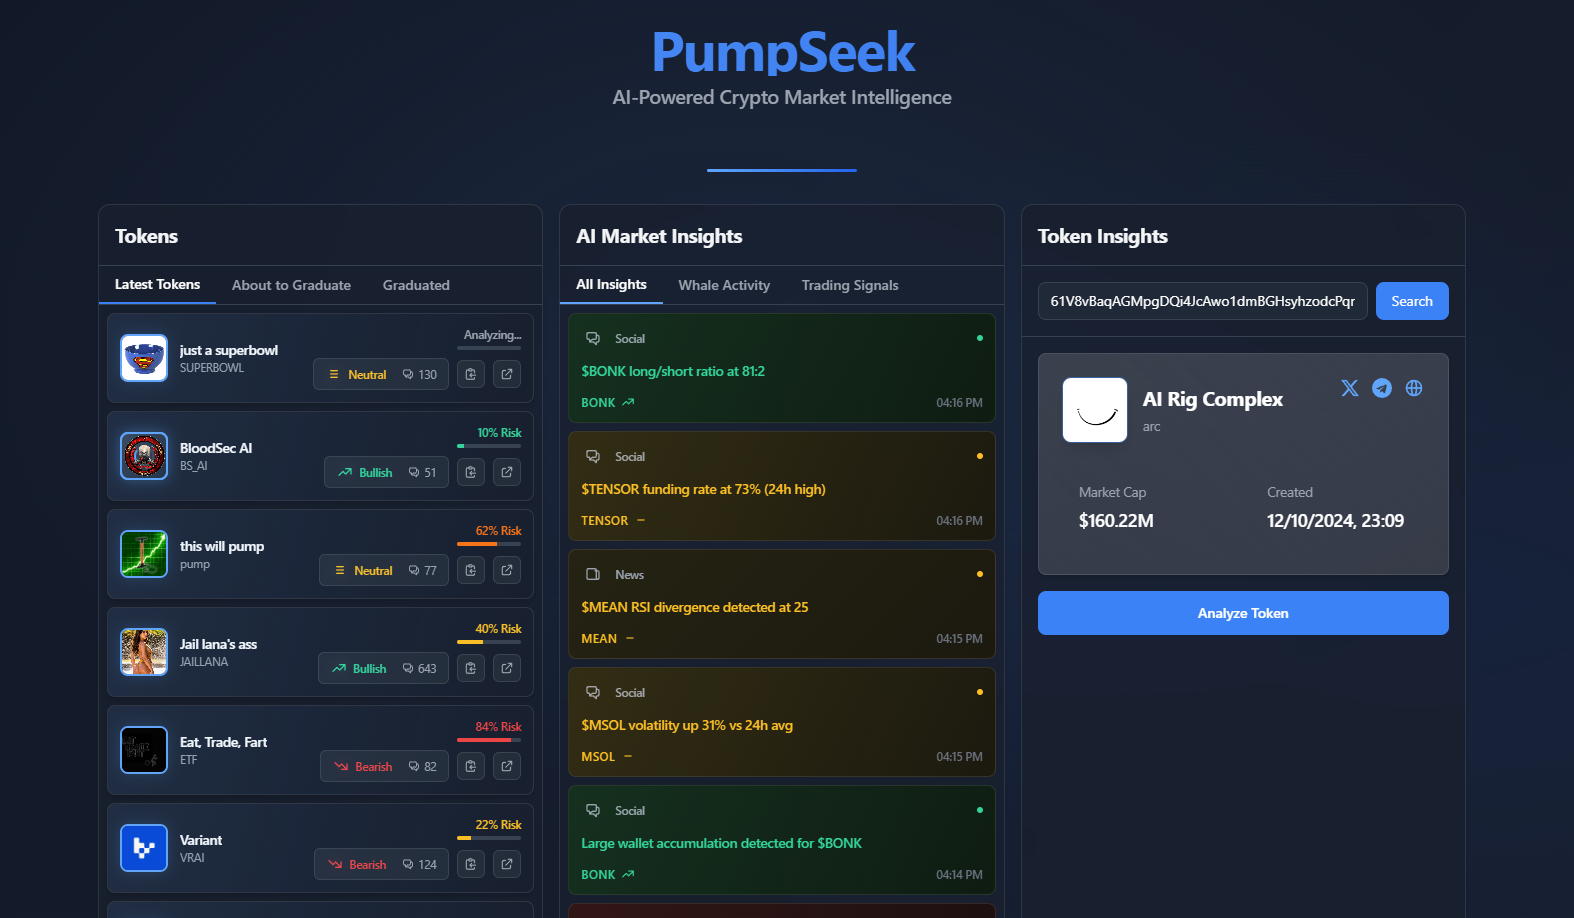 PumpSeek
AI-Powered Crypto Market Intelligence
Tokens
Latest Tokens About to Graduate Graduated
just a superbowl
SUPERBOWL
Analyzing...
Neutral 130
BloodSec AI
BS_AI
10% Risk
Bullish 51
this will pump
pump
62% Risk
Neutral 77
Jail lana's ass
JAILLANA
40% Risk
Bullish 643
Eat, Trade, Fart
ETF
84% Risk
Bearish 82
Variant
VRAI
22% Risk
Bearish 124
AI Market Insights
All Insights Whale Activity Trading Signals
Social
$BONK long/short ratio at 81:2
BONK 04:16 PM
Social
$TENSOR funding rate at 73% (24h high)
TENSOR 04:16 PM
News
$MEAN RSI divergence detected at 25
MEAN 04:15 PM
Social
$MSOL volatility up 31% vs 24h avg
MSOL 04:15 PM
Social
Large wallet accumulation detected for $BONK
BONK 04:14 PM
Token Insights
61V8vBaqAGMpgDQi4JcAwo1dmBGHsyhzodcPqr Search
AI Rig Complex
arc
Market Cap Created
$160.22M 12/10/2024, 23:09
Analyze Token